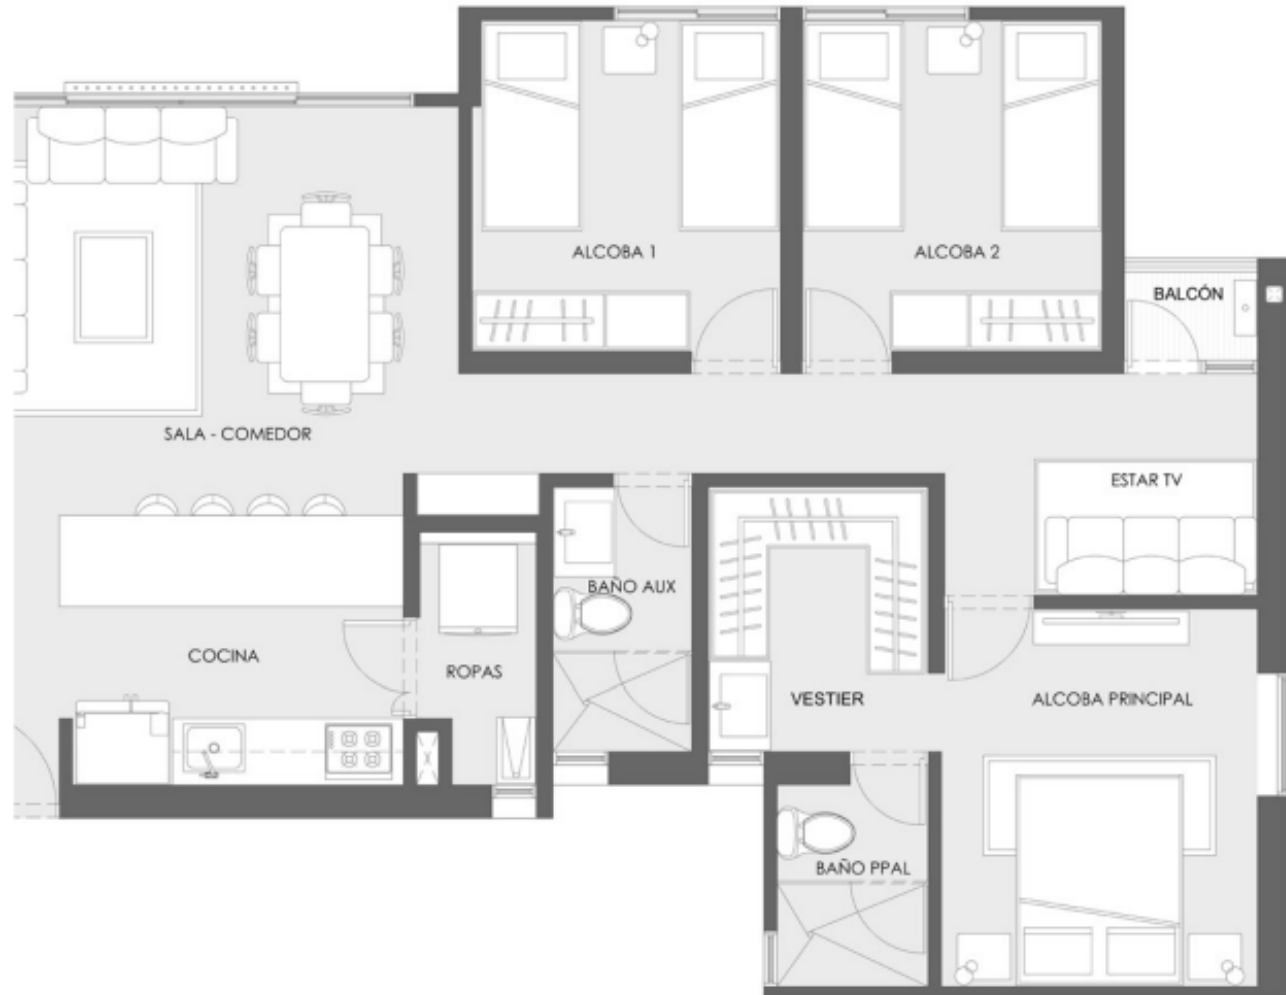 ALCOBA 1
ALCOBA 2
BALCÓN
SALA - COMEDOR
ESTAR TV
BAÑO AUX
COCINA
ROPAS
VESTIER
ALCOBA PRINCIPAL
BAÑO PPAL